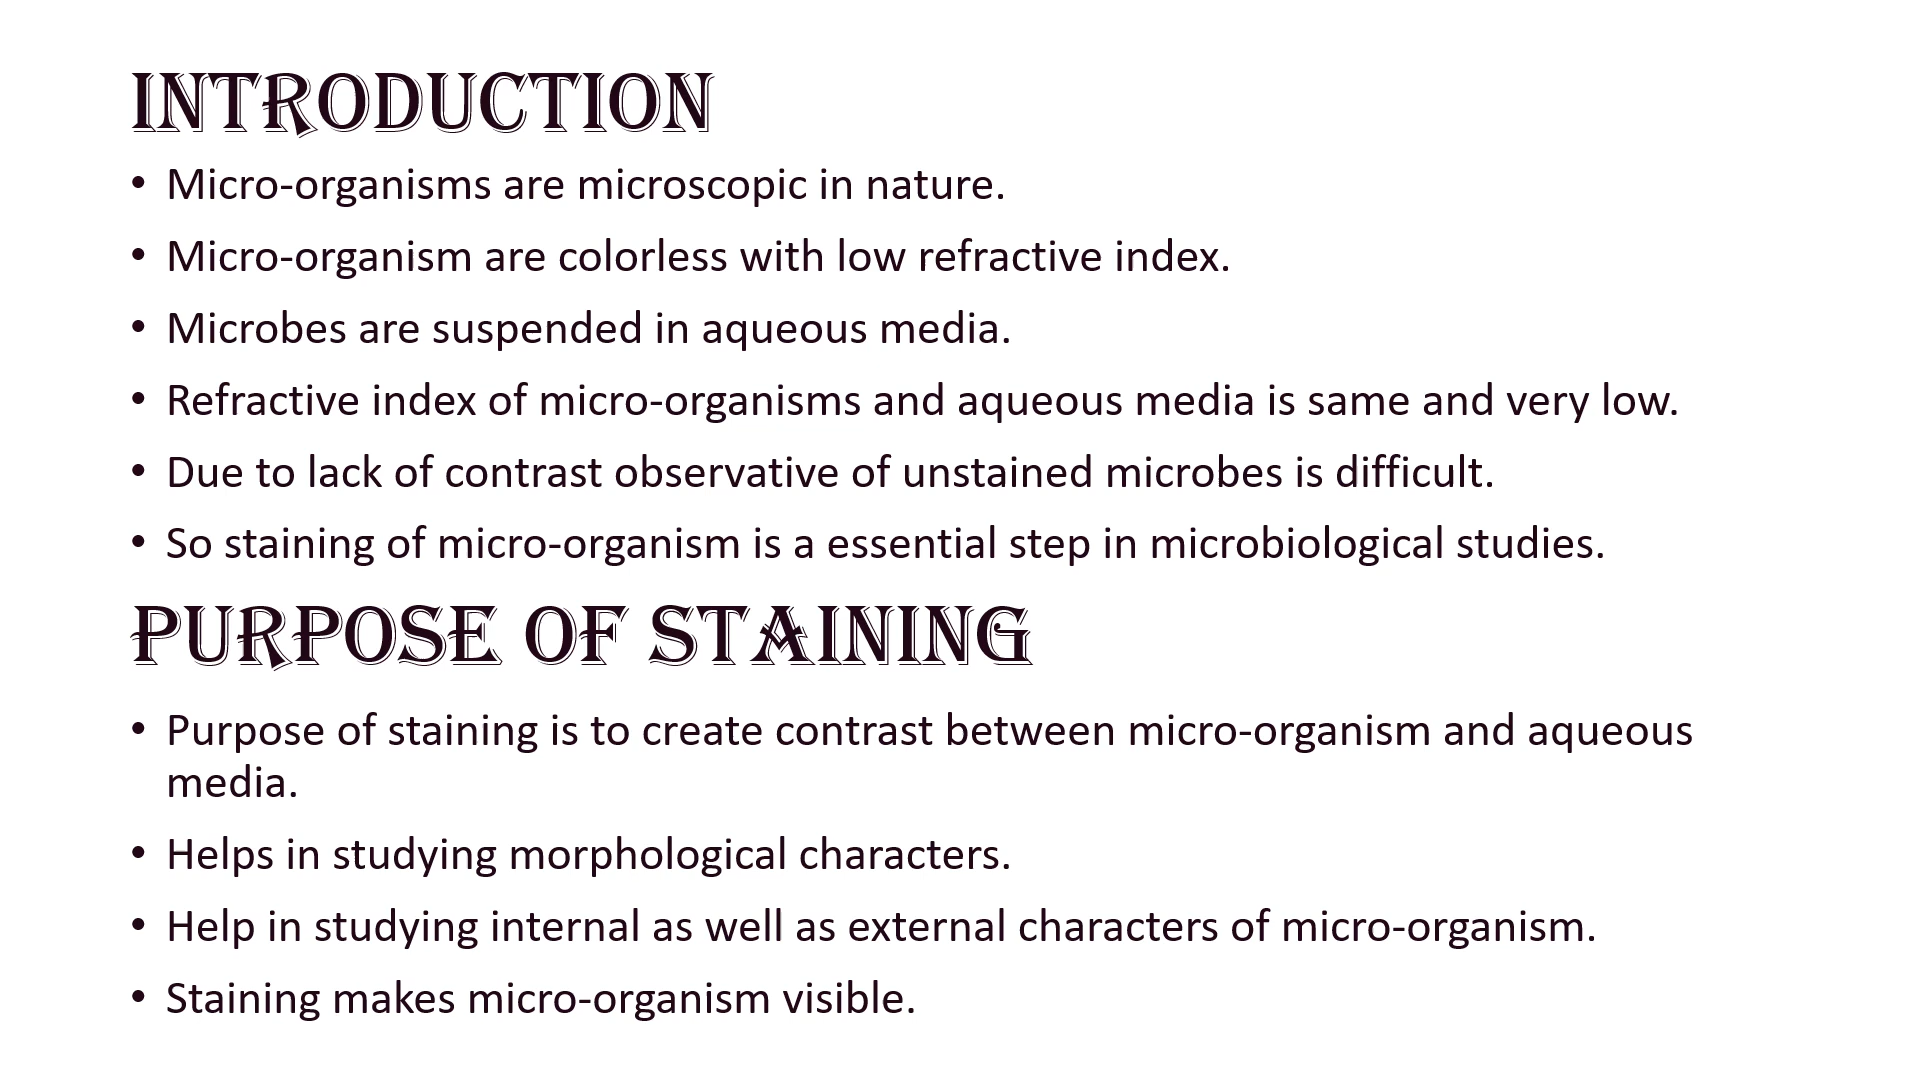 INTRODUCTION
• Micro-organisms are microscopic in nature.
• Micro-organism are colorless with low refractive index.
• Microbes are suspended in aqueous media.
• Refractive index of micro-organisms and aqueous media is same and very low.
• Due to lack of contrast observative of unstained microbes is difficult.
• So staining of micro-organism is a essential step in microbiological studies.
PURPOSE OF STAINING
• Purpose of staining is to create contrast between micro-organism and aqueous
media.
• Helps in studying morphological characters.
• Help in studying internal as well as external characters of micro-organism.
• Staining makes micro-organism visible.